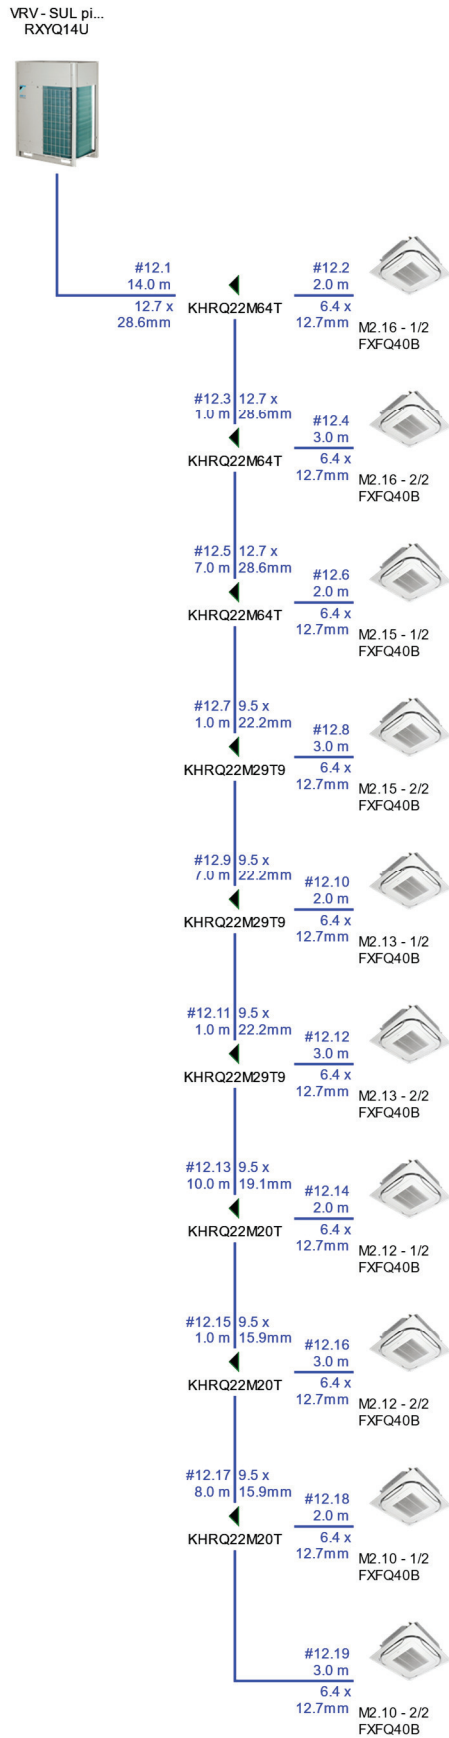 VRV - SUL pi...
RXYQ14U
#12.1
14.0 m
12.7 x
28.6mm
KHRQ22M64T
#12.2
2.0 m
6.4 x
12.7mm
M2.16 - 1/2
FXFQ40B
#12.3 12.7 x
1.0 m 28.6mm
KHRQ22M64T
#12.4
3.0 m
6.4 x
12.7mm
M2.16 - 2/2
FXFQ40B
#12.5 12.7 x
7.0 m 28.6mm
KHRQ22M64T
#12.6
2.0 m
6.4 x
12.7mm
M2.15 - 1/2
FXFQ40B
#12.7 9.5 x
1.0 m 22.2mm
KHRQ22M29T9
#12.8
3.0 m
6.4 x
12.7mm
M2.15 - 2/2
FXFQ40B
#12.9 9.5 x
7.0 m 22.2mm
KHRQ22M29T9
#12.10
2.0 m
6.4 x
12.7mm
M2.13 - 1/2
FXFQ40B
#12.11 9.5 x
1.0 m 22.2mm
KHRQ22M29T9
#12.12
3.0 m
6.4 x
12.7mm
M2.13 - 2/2
FXFQ40B
#12.13 9.5 x
10.0 m 19.1mm
KHRQ22M20T
#12.14
2.0 m
6.4 x
12.7mm
M2.12 - 1/2
FXFQ40B
#12.15 9.5 x
1.0 m 15.9mm
KHRQ22M20T
#12.16
3.0 m
6.4 x
12.7mm
M2.12 - 2/2
FXFQ40B
#12.17 9.5 x
8.0 m 15.9mm
KHRQ22M20T
#12.18
2.0 m
6.4 x
12.7mm
M2.10 - 1/2
FXFQ40B
#12.19
3.0 m
6.4 x
12.7mm
M2.10 - 2/2
FXFQ40B